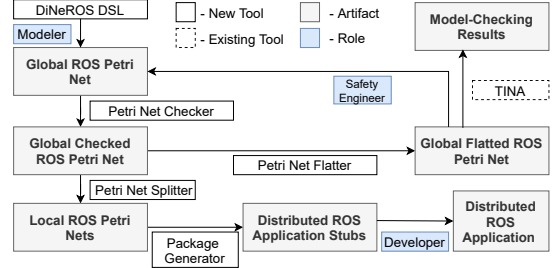 DiNeROS DSL
- New Tool
- Artifact
- Existing Tool
- Role
Model-Checking
Results
Modeler
Global ROS Petri
Net
Safety
Engineer
TINA
Petri Net Checker
Global Checked
ROS Petri Net
Petri Net Flatter
Global Flatted ROS
Petri Net
Petri Net Splitter
Local ROS Petri
Nets
Package
Generator
Distributed ROS
Application Stubs
Developer
Distributed
ROS
Application